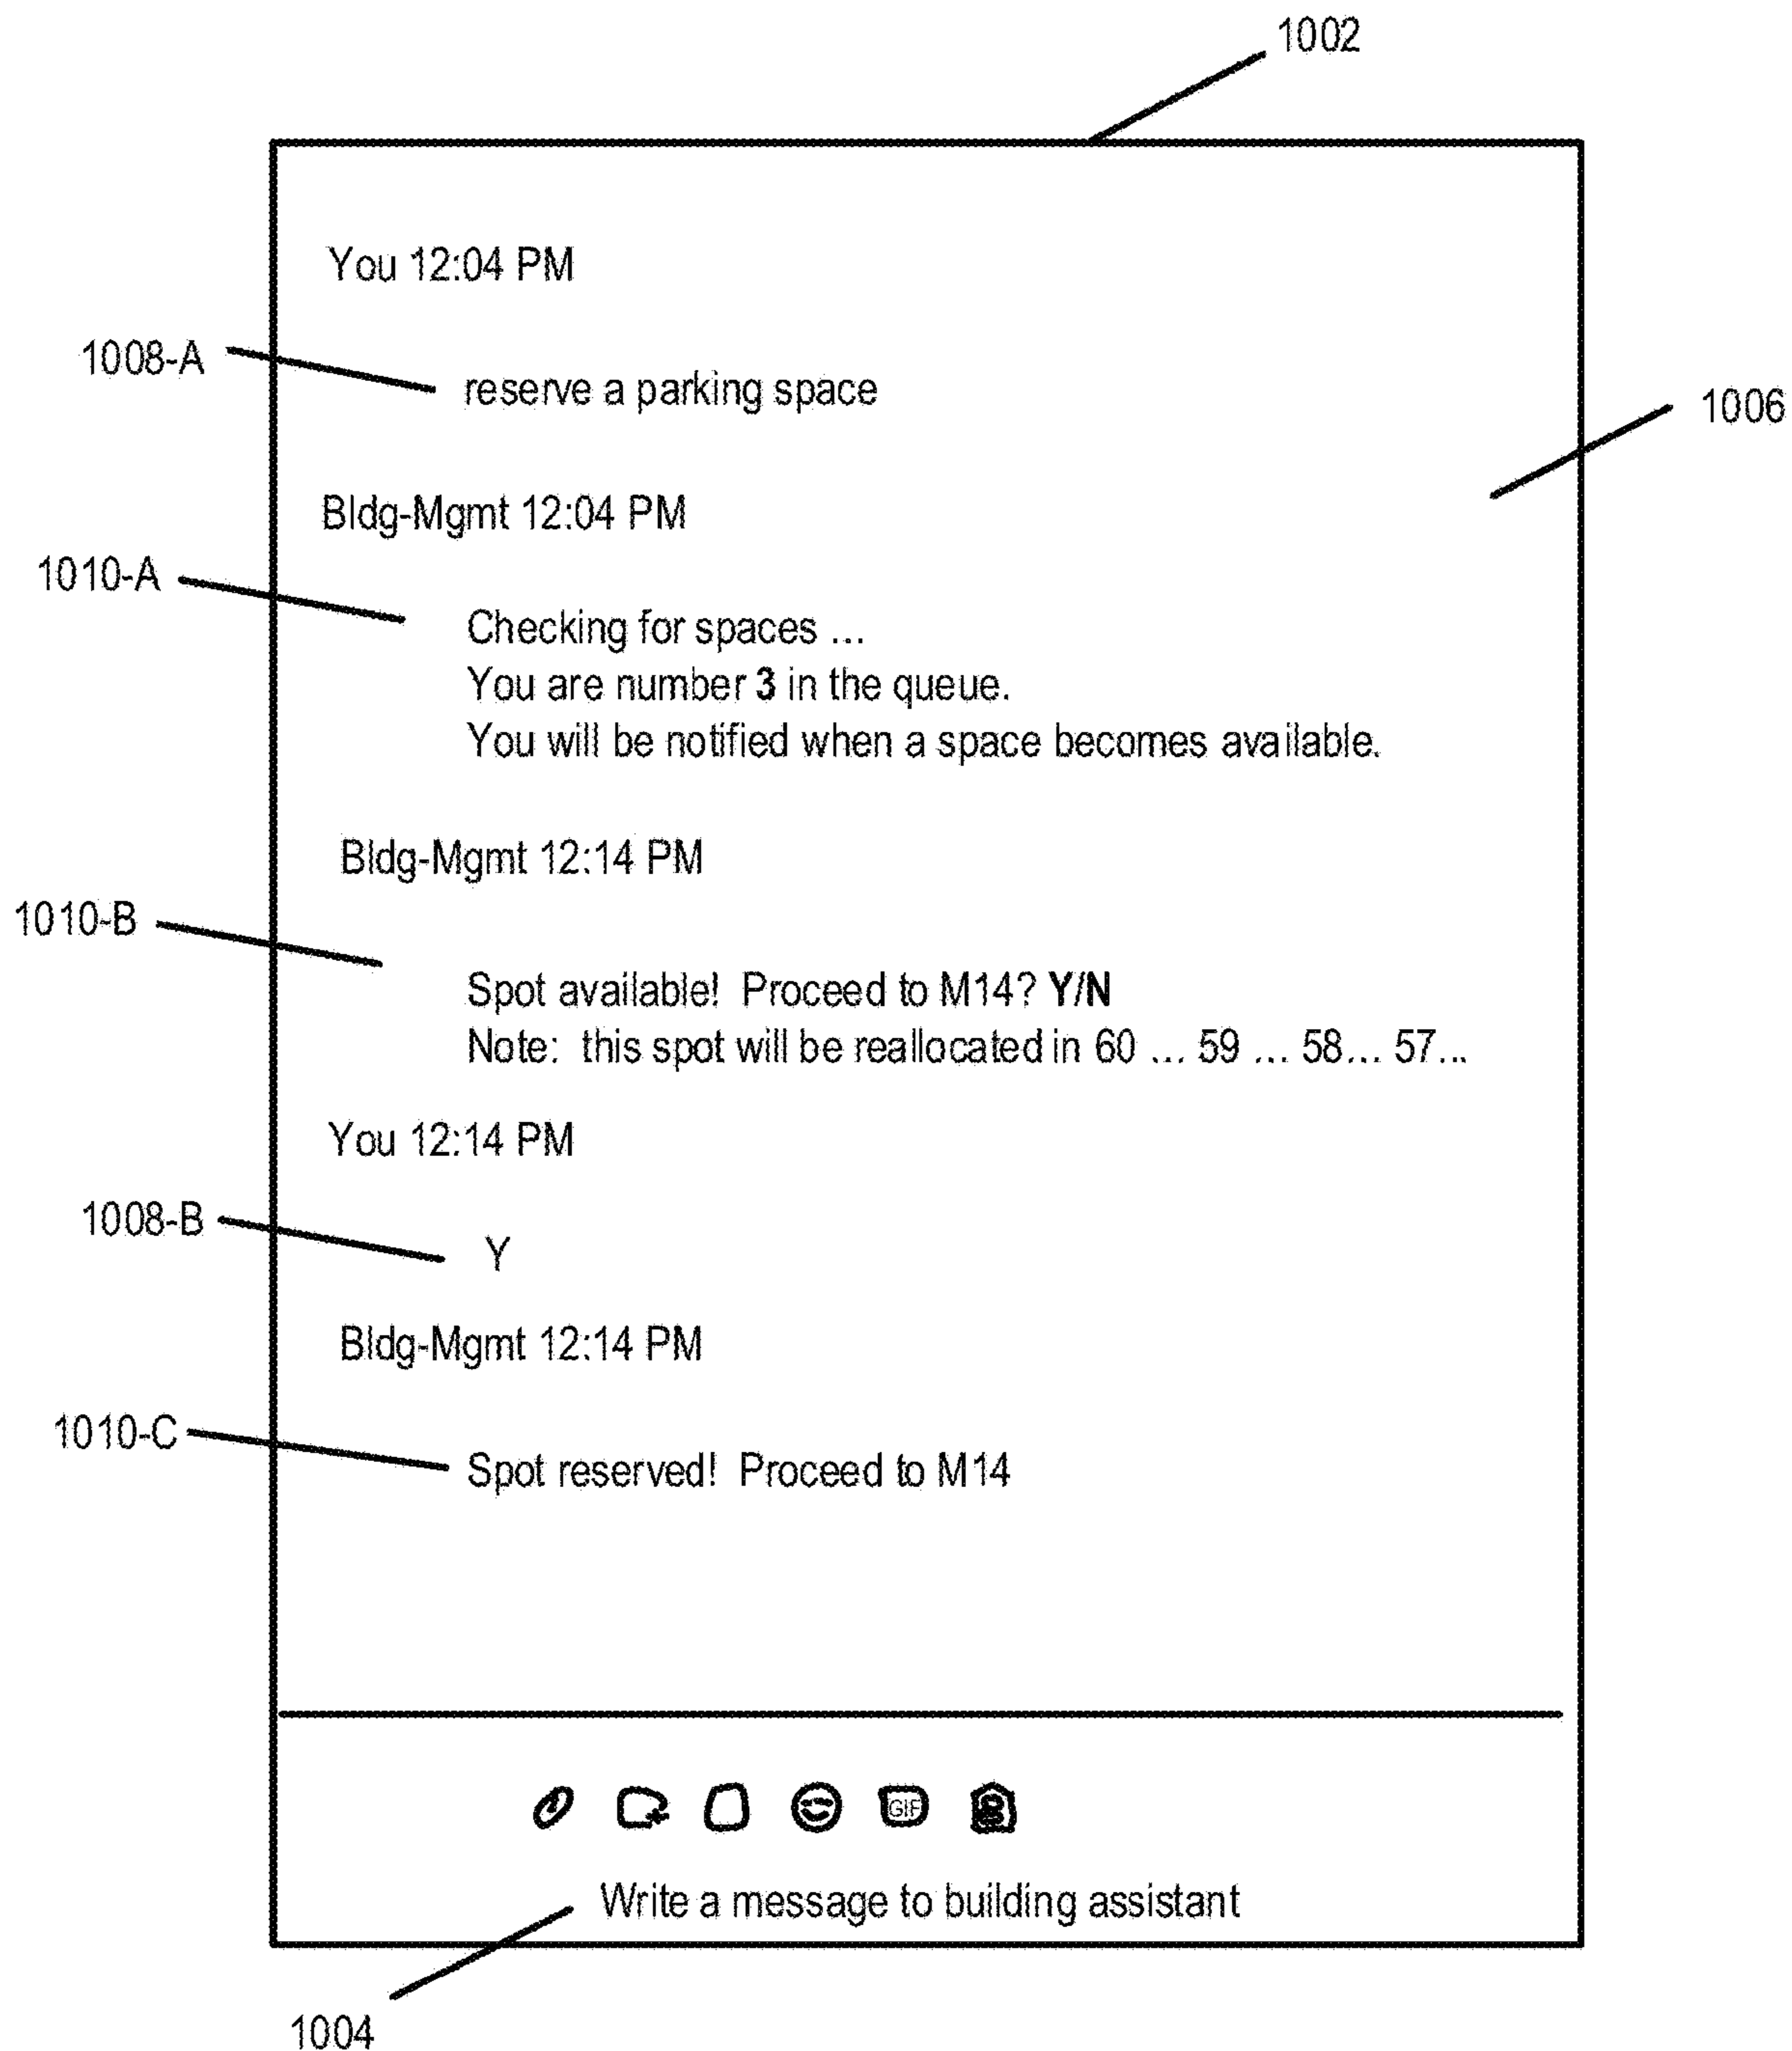 1002
You 12:04 PM
1008-A
reserve a parking space
1006
Bldg-Mgmt 12:04 PM
1010-A
Checking for spaces ...
You are number 3 in the queue.
You will be notified when a space becomes available.
Bldg-Mgmt 12:14 PM
1010-B
Spot available! Proceed to M14? Y/N
Note: this spot will be reallocated in 60 ... 59 ... 58... 57...
You 12:14 PM
1008-B
Y
Bldg-Mgmt 12:14 PM
1010-C
Spot reserved! Proceed to M14
GIF
Write a message to building assistant
1004